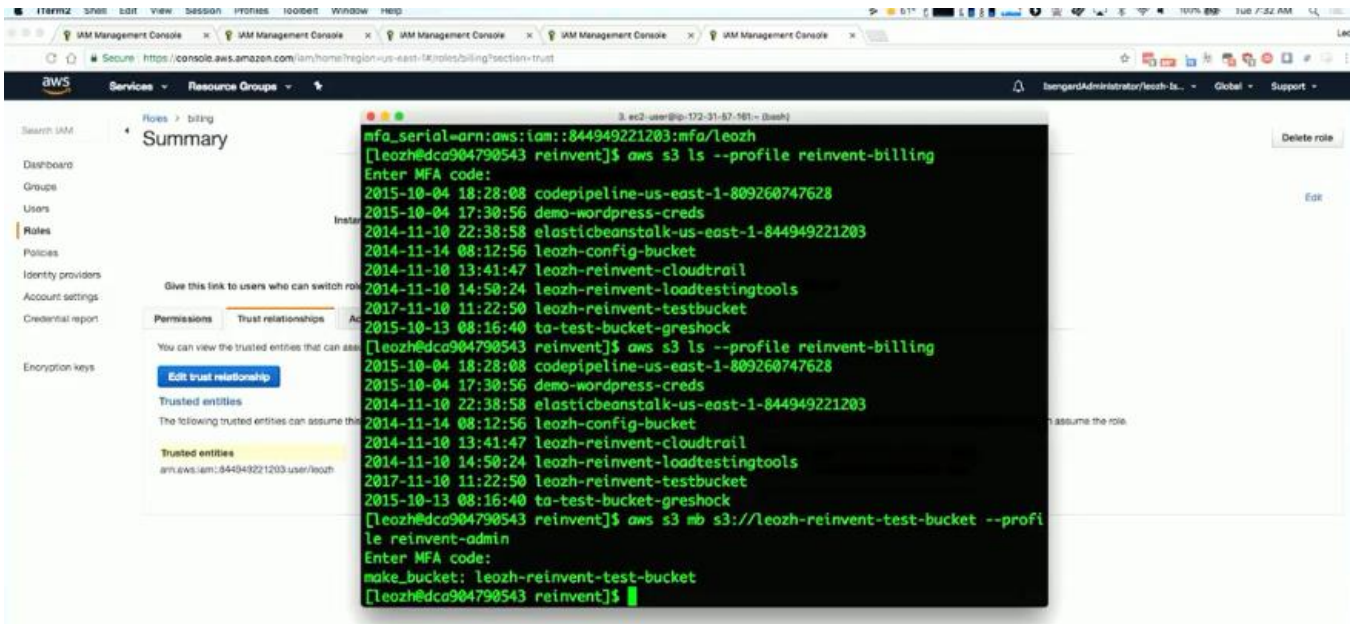 iTerm2 Shell Edit View Session Profiles Toolbelt Window Help
61° 100% Tue 7:32 AM
IAM Management Console IAM Management Console IAM Management Console IAM Management Console IAM Management Console
Secure https://console.aws.amazon.com/iam/home?region=us-east-1#/roles/billing?section=trust
aws Services Resource Groups Global Support
Search IAM
Dashboard
Groups
Users
Roles
Policies
Identity providers
Account settings
Credential report
Encryption keys
Roles > billing
Summary
Delete role
Edit
Instan
Give this link to users who can switch role
Permissions Trust relationships Ac
You can view the trusted entities that can assu
Edit trust relationship
Trusted entities
The following trusted entities can assume this
n assume the role.
Trusted entities
arn:aws:iam::844949221203:user/leozh
3. ec2-user@ip-172-31-57-161:~ (bash)
mfa_serial=arn:aws:iam::844949221203:mfa/leozh
[leozh@dca904790543 reinvent]$ aws s3 ls --profile reinvent-billing
Enter MFA code:
2015-10-04 18:28:08 codepipeline-us-east-1-809260747628
2015-10-04 17:30:56 demo-wordpress-creds
2014-11-10 22:38:58 elasticbeanstalk-us-east-1-844949221203
2014-11-14 08:12:56 leozh-config-bucket
2014-11-10 13:41:47 leozh-reinvent-cloudtrail
2014-11-10 14:50:24 leozh-reinvent-loadtestingtools
2017-11-10 11:22:50 leozh-reinvent-testbucket
2015-10-13 08:16:40 ta-test-bucket-greshock
[leozh@dca904790543 reinvent]$ aws s3 ls --profile reinvent-billing
2015-10-04 18:28:08 codepipeline-us-east-1-809260747628
2015-10-04 17:30:56 demo-wordpress-creds
2014-11-10 22:38:58 elasticbeanstalk-us-east-1-844949221203
2014-11-14 08:12:56 leozh-config-bucket
2014-11-10 13:41:47 leozh-reinvent-cloudtrail
2014-11-10 14:50:24 leozh-reinvent-loadtestingtools
2017-11-10 11:22:50 leozh-reinvent-testbucket
2015-10-13 08:16:40 ta-test-bucket-greshock
[leozh@dca904790543 reinvent]$ aws s3 mb s3://leozh-reinvent-test-bucket --profi
le reinvent-admin
Enter MFA code:
make_bucket: leozh-reinvent-test-bucket
[leozh@dca904790543 reinvent]$